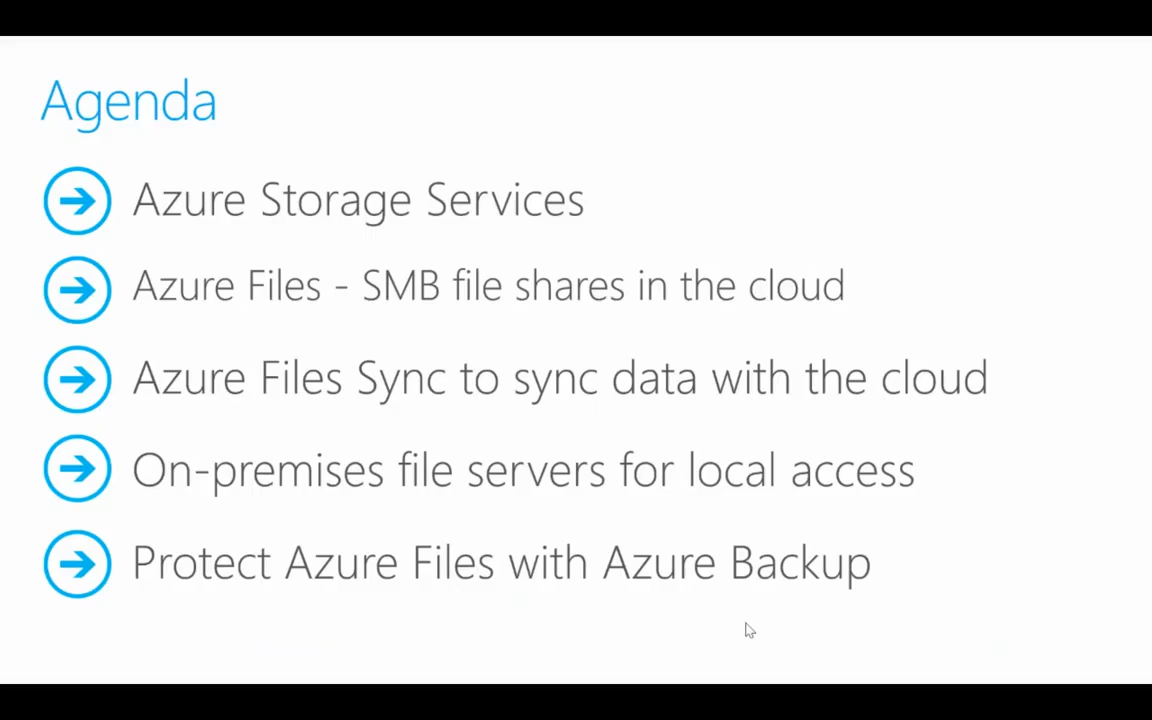 Agenda
Azure Storage Services
Azure Files - SMB file shares in the cloud
Azure Files Sync to sync data with the cloud
On-premises file servers for local access
Protect Azure Files with Azure Backup